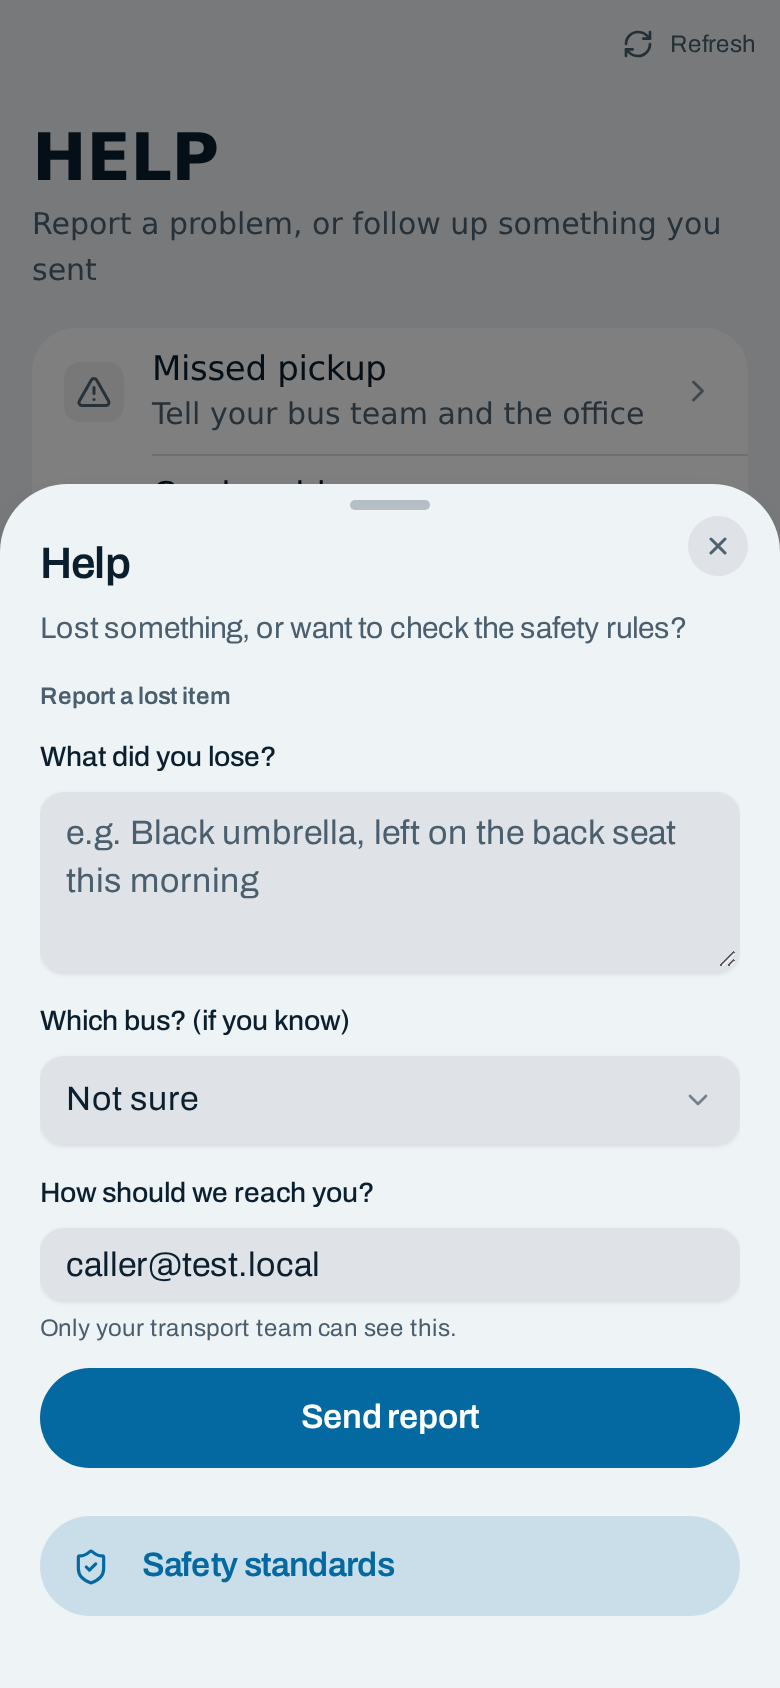 Refresh
HELP
Report a problem, or follow up something you
sent
Missed pickup
Tell your bus team and the office
Help
Lost something, or want to check the safety rules?
Report a lost item
What did you lose?
e.g. Black umbrella, left on the back seat
this morning
Which bus? (if you know)
Not sure
How should we reach you?
caller@test.local
Only your transport team can see this.
Send report
Safety standards